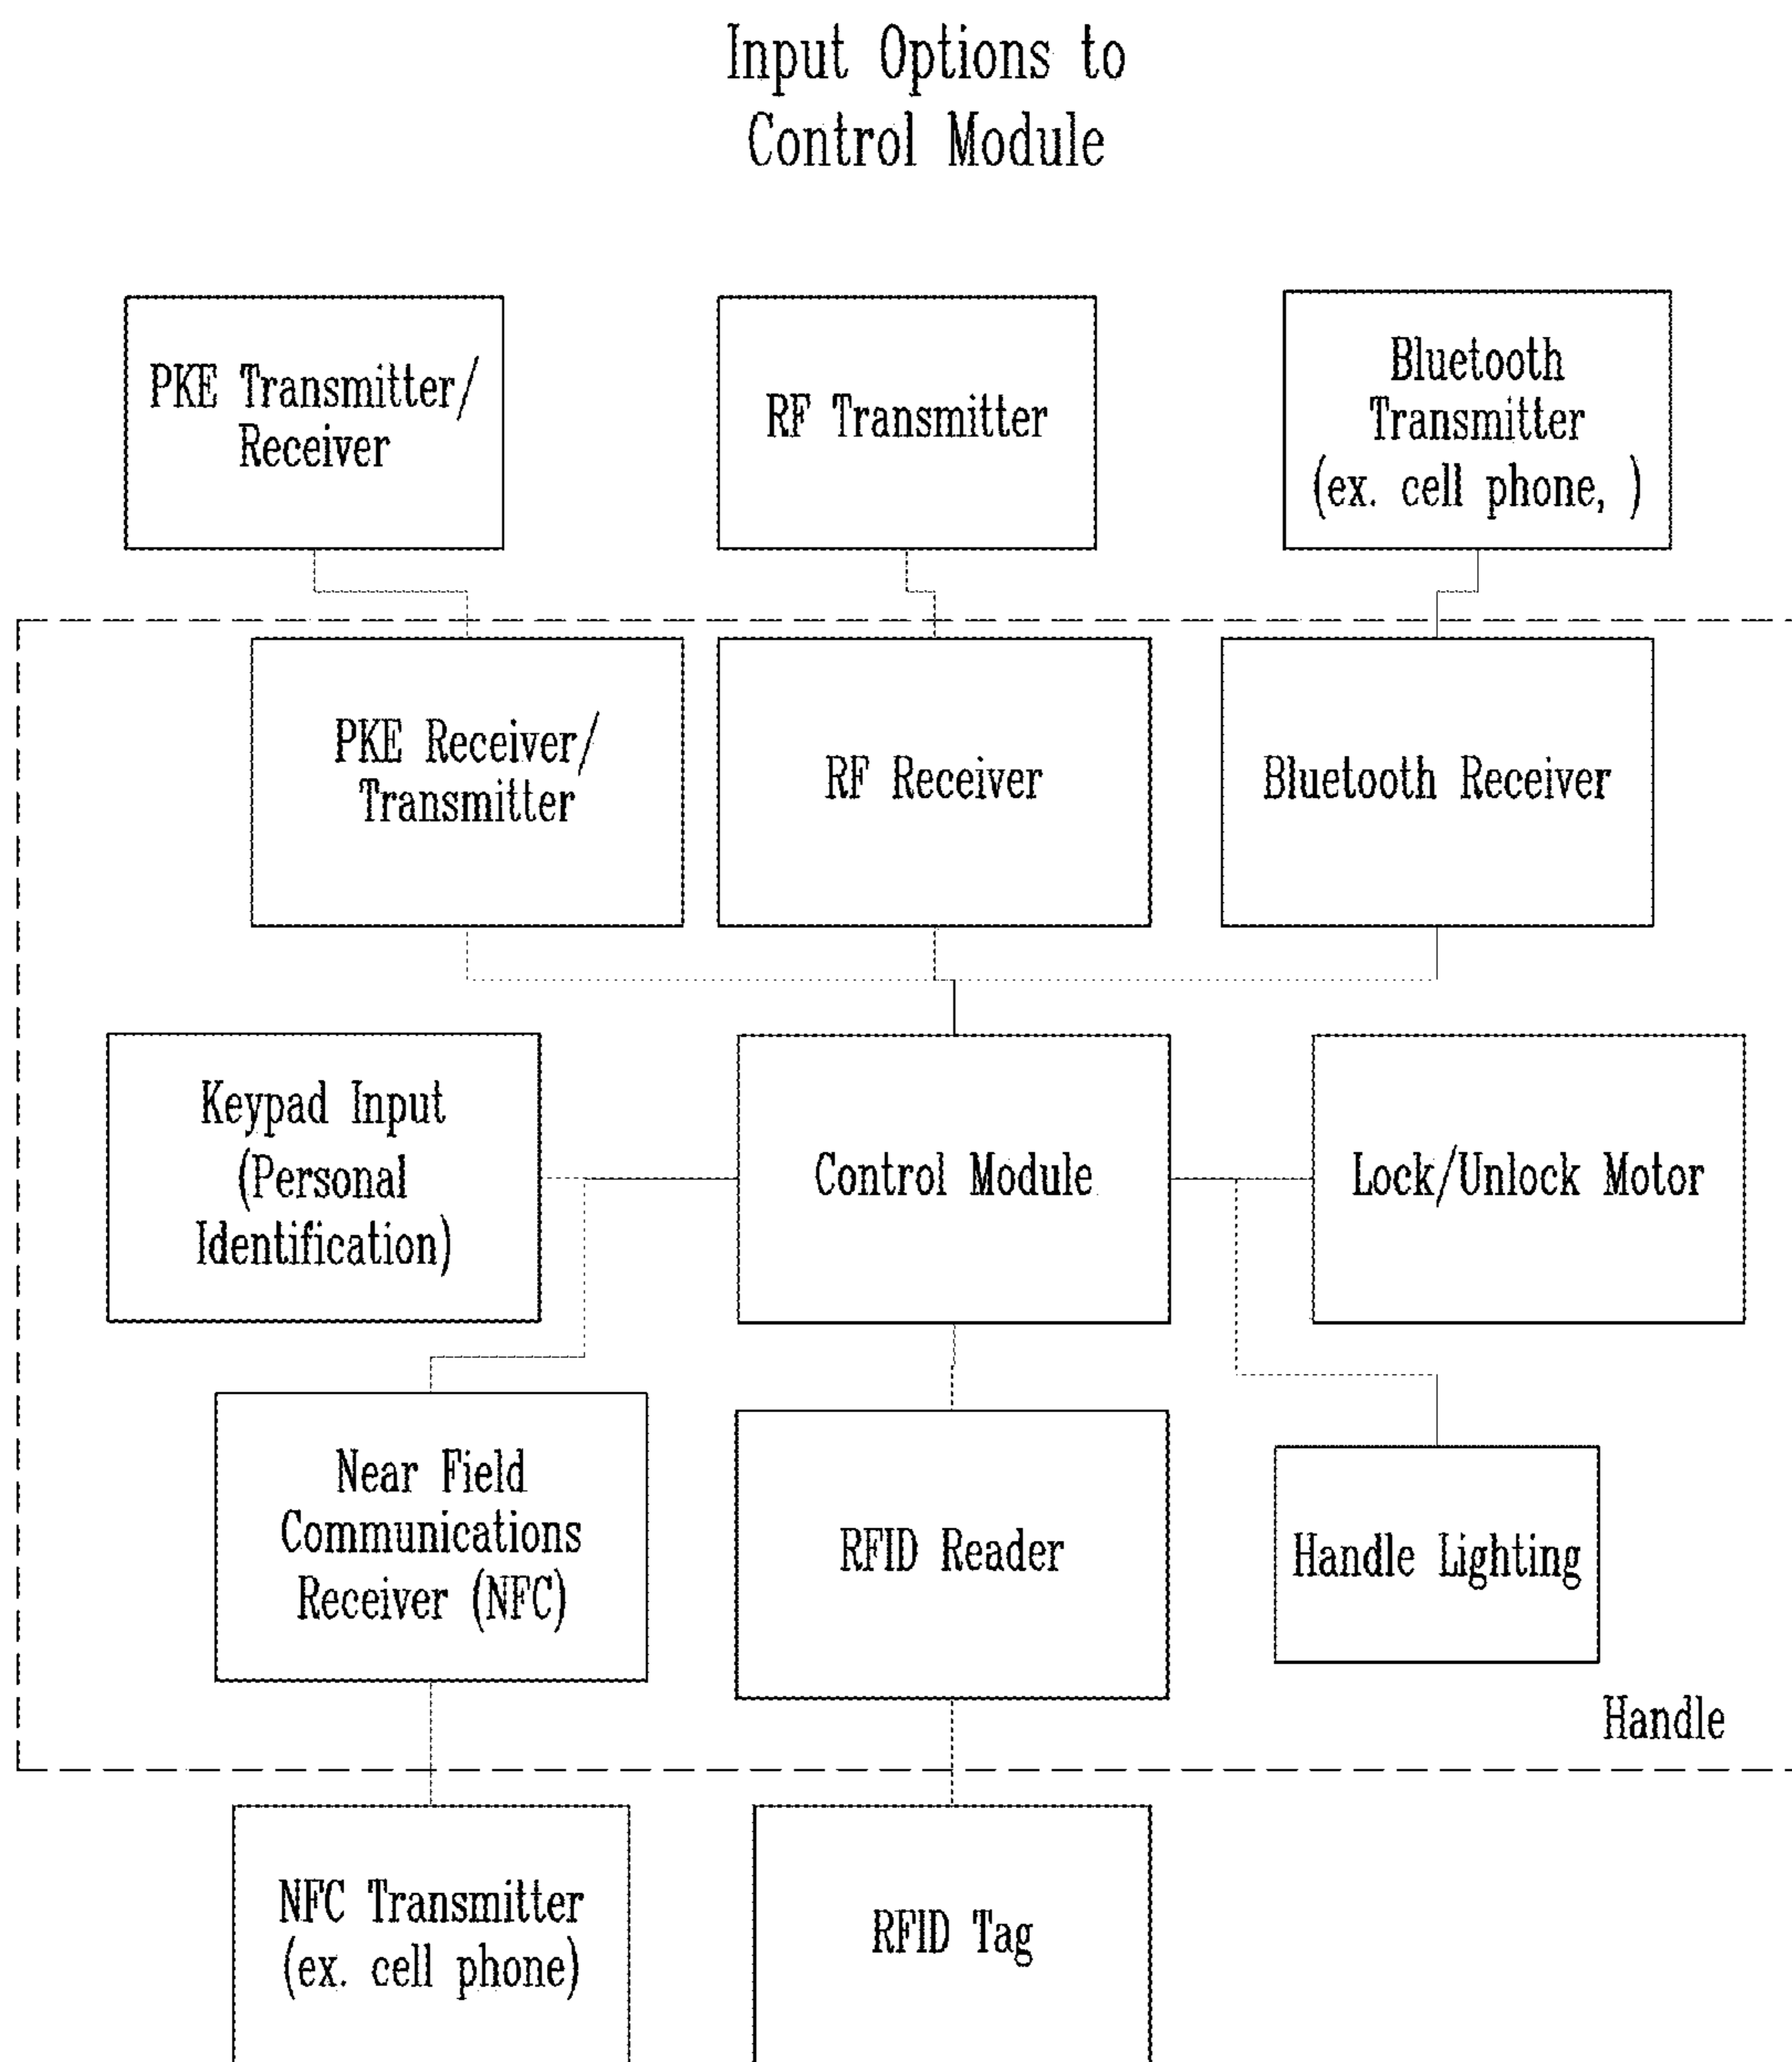 Input Options to
Control Module
PKE Transmitter/
Receiver
RF Transmitter
Bluetooth
Transmitter
(ex. cell phone, )
PKE Receiver/
Transmitter
RF Receiver
Bluetooth Receiver
Keypad Input
(Personal
Identification)
Control Module
Lock/Unlock Motor
Near Field
Communications
Receiver (NFC)
RFID Reader
Handle Lighting
Handle
NFC Transmitter
(ex. cell phone)
RFID Tag